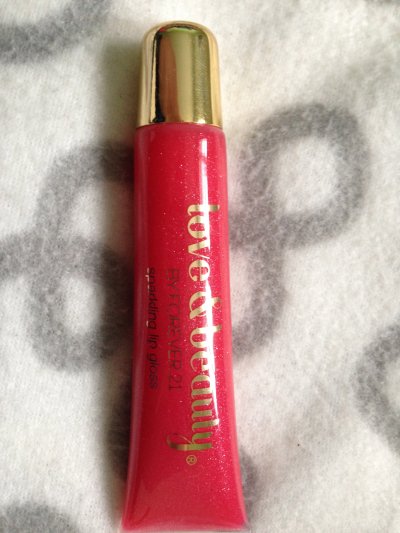 love & beauty®
BY FOREVER 21
sparkling lip gloss